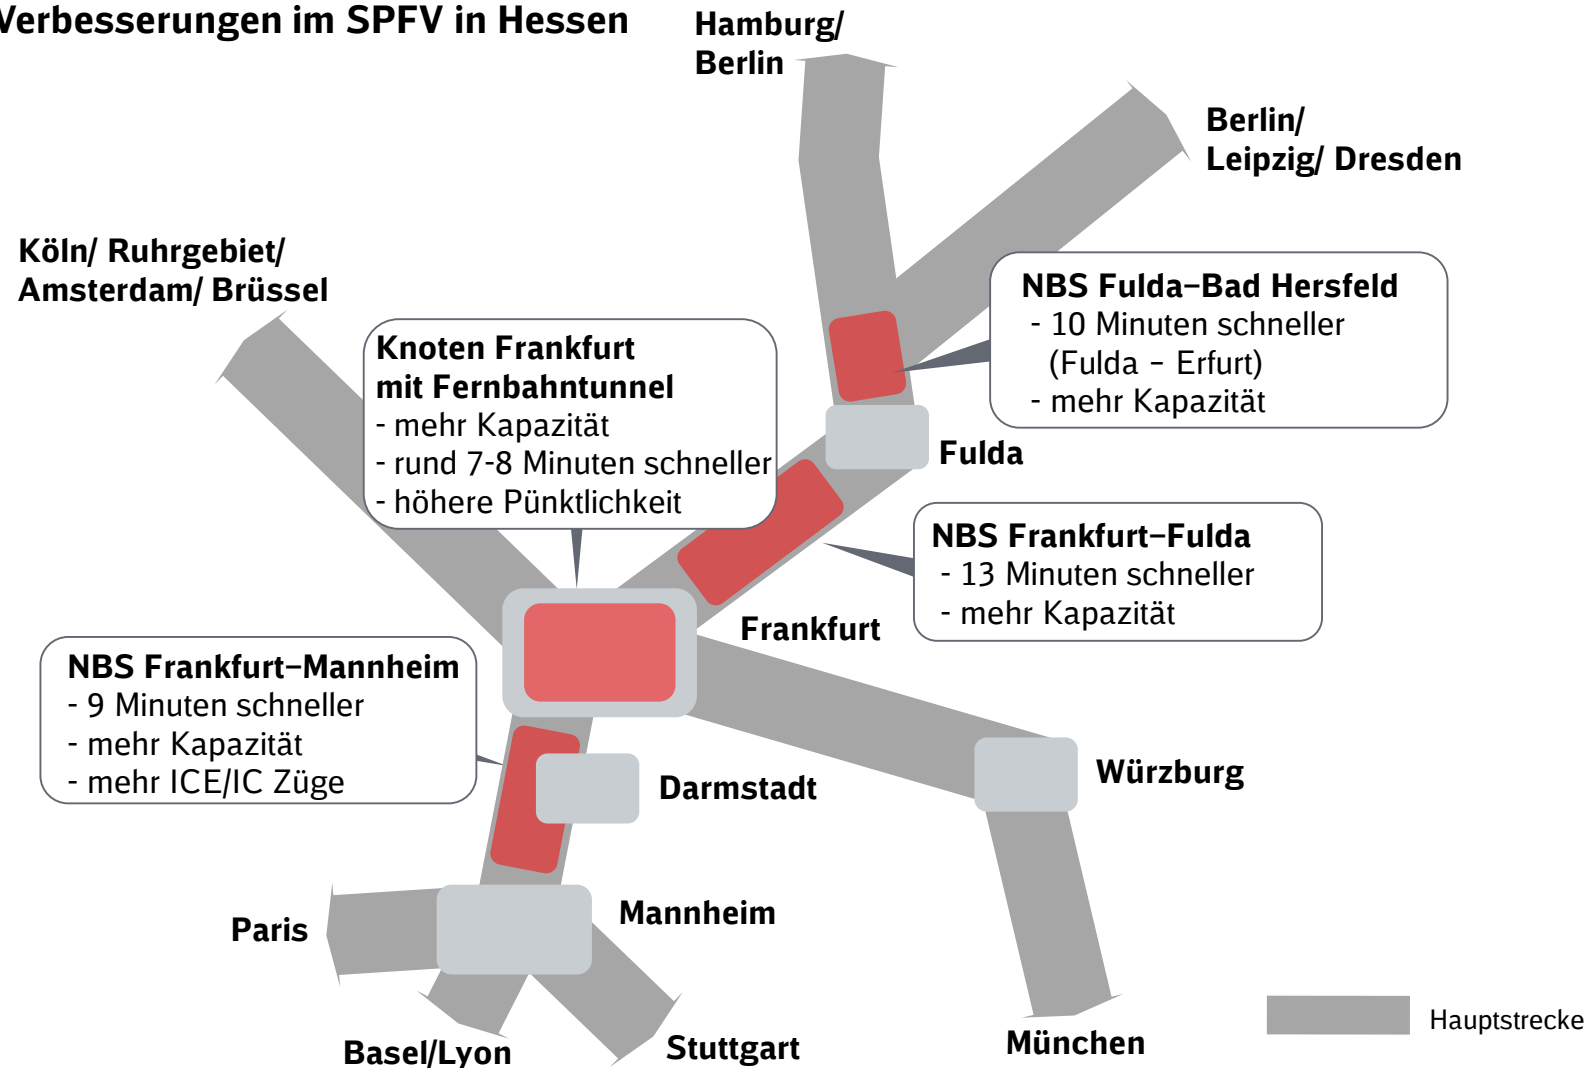 Verbesserungen im SPFV in Hessen
Hamburg/
Berlin
Berlin/
Leipzig/ Dresden
Köln/ Ruhrgebiet/
Amsterdam/ Brüssel
NBS Fulda–Bad Hersfeld
- 10 Minuten schneller
(Fulda – Erfurt)
- mehr Kapazität
Knoten Frankfurt
mit Fernbahntunnel
- mehr Kapazität
- rund 7-8 Minuten schneller
- höhere Pünktlichkeit
Fulda
NBS Frankfurt–Fulda
- 13 Minuten schneller
- mehr Kapazität
Frankfurt
NBS Frankfurt–Mannheim
- 9 Minuten schneller
- mehr Kapazität
- mehr ICE/IC Züge
Darmstadt
Würzburg
Mannheim
Paris
Basel/Lyon
Stuttgart
München
Hauptstrecke